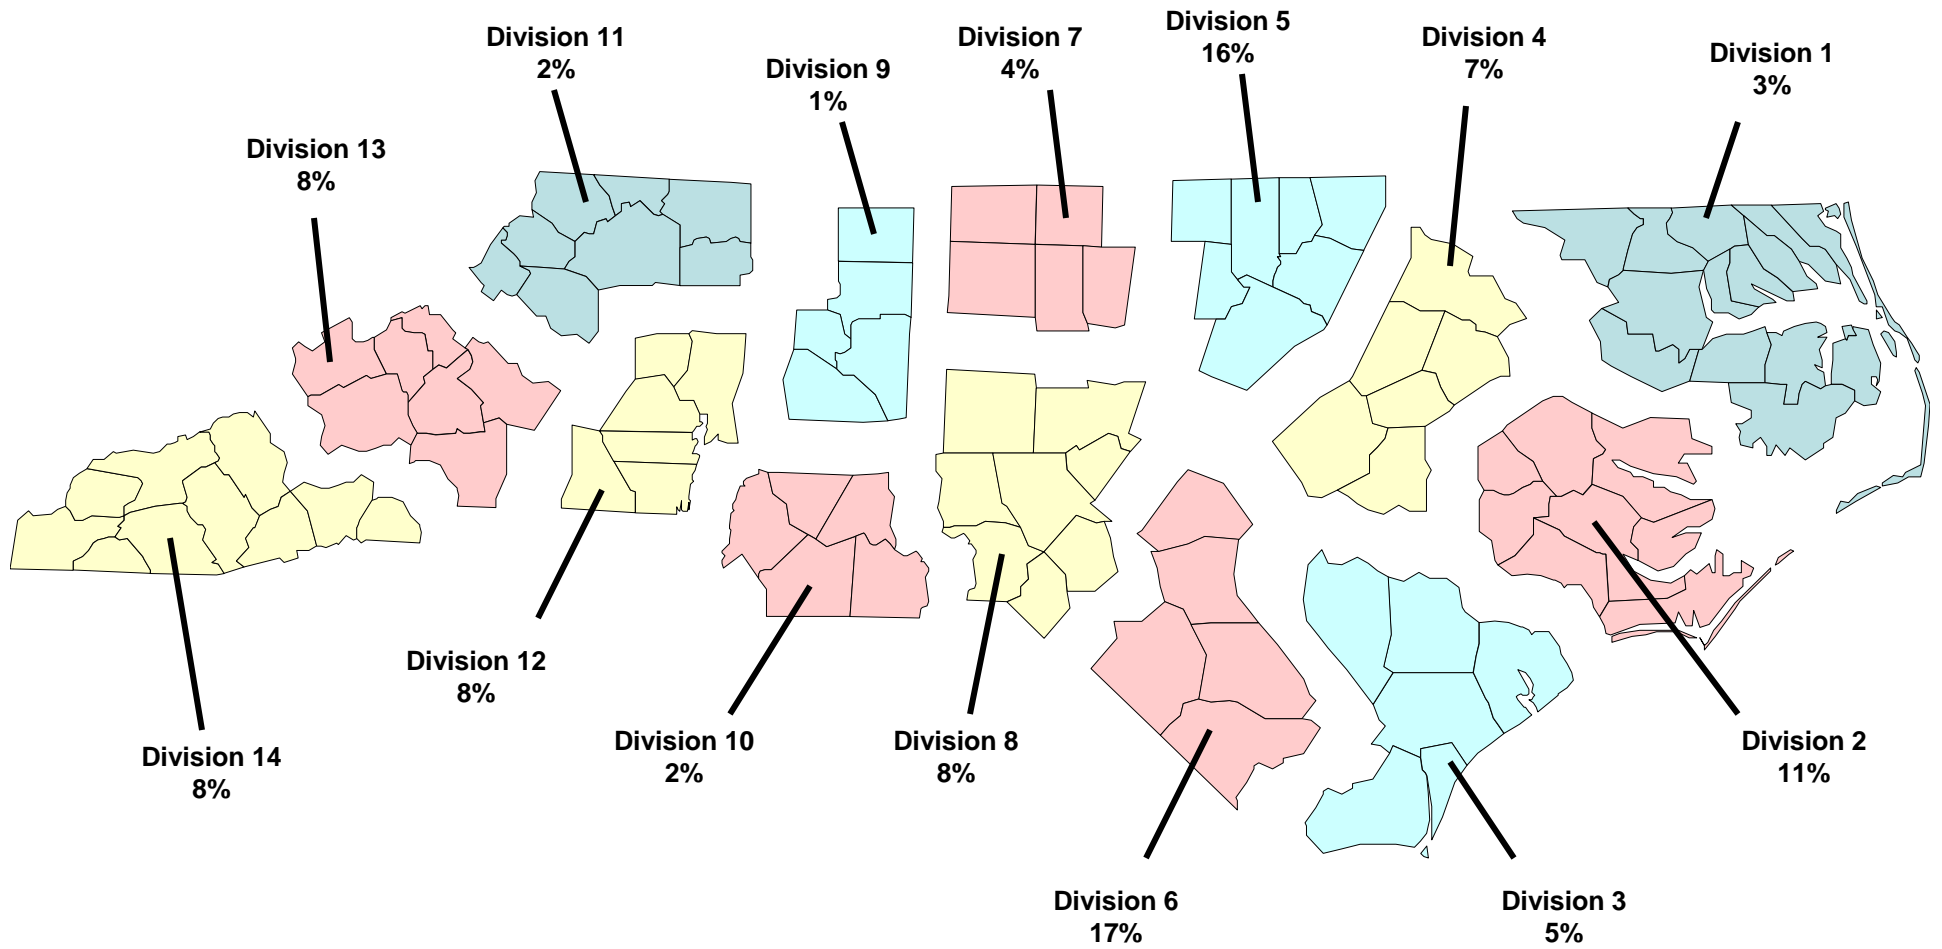 Division 11
2%
Division 9
1%
Division 7
4%
Division 5
16%
Division 4
7%
Division 1
3%
Division 13
8%
Division 12
8%
Division 14
8%
Division 10
2%
Division 8
8%
Division 2
11%
Division 6
17%
Division 3
5%